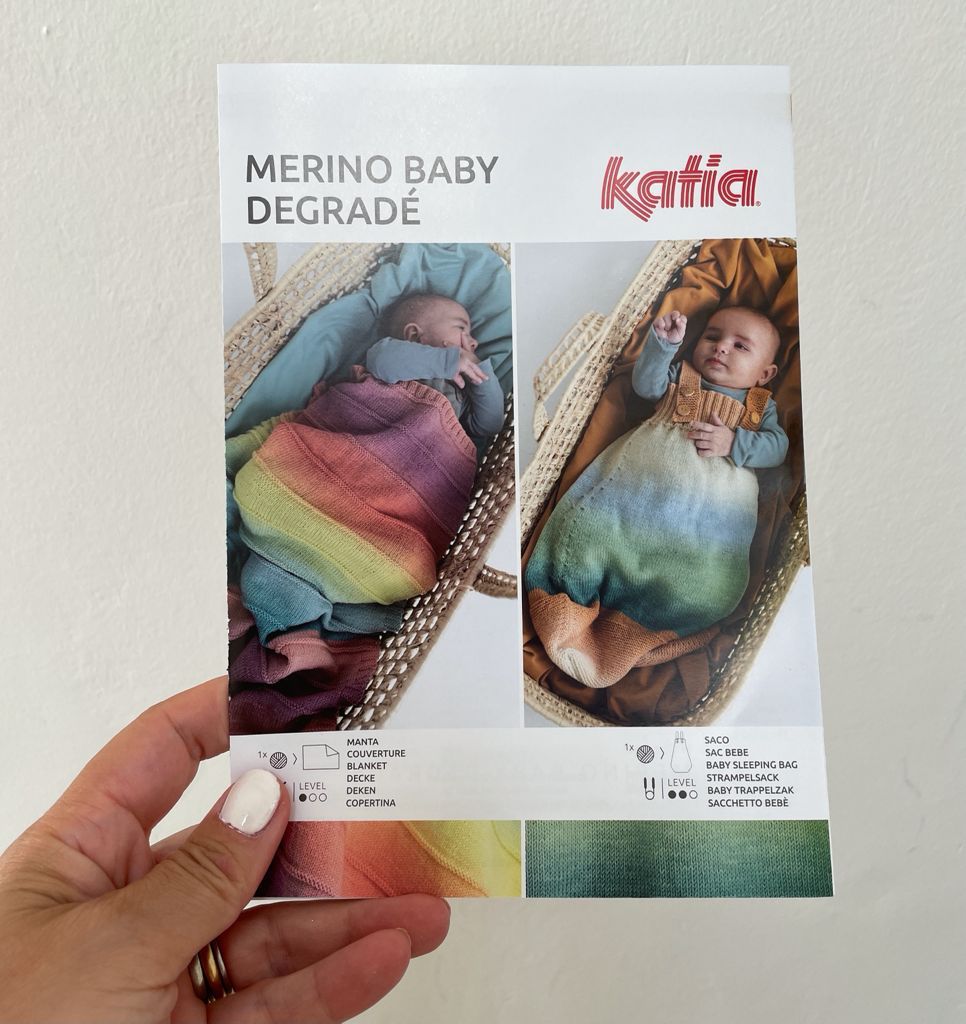 MERINO BABY
DEGRADÉ
katia®
1x
MANTA
COUVERTURE
BLANKET
DECKE
DEKEN
COPERTINA
LEVEL
1x
SACO
SAC BEBE
BABY SLEEPING BAG
STRAMPELSACK
BABY TRAPPELZAK
SACCHETTO BEBÈ
LEVEL